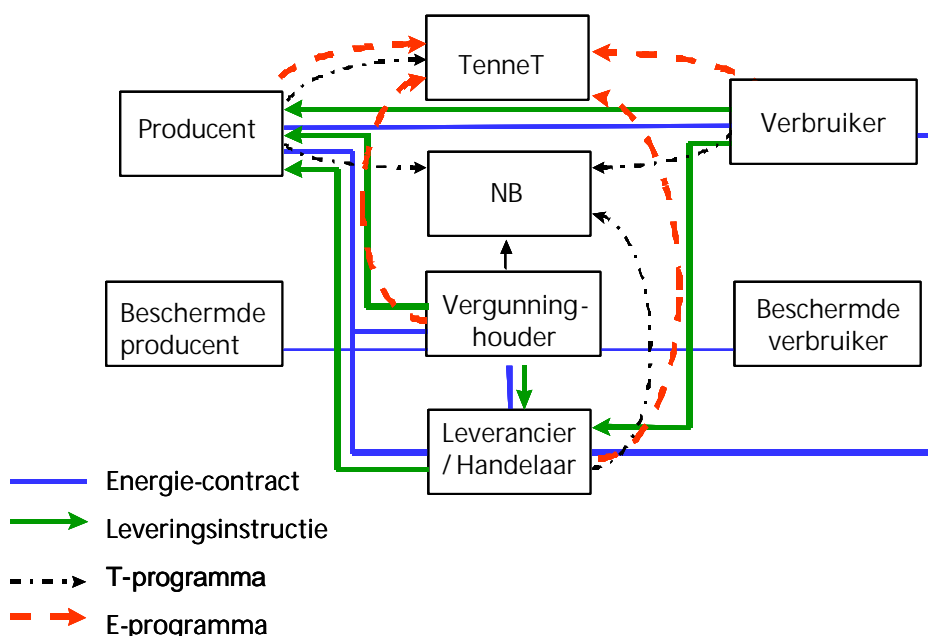 TenneT
Producent
Verbruiker
NB
Beschermde
producent
Vergunning-
houder
Beschermde
verbruiker
Leverancier
/Handelaar
Energie-contract
Leveringsinstructie
T-programma
E-programma